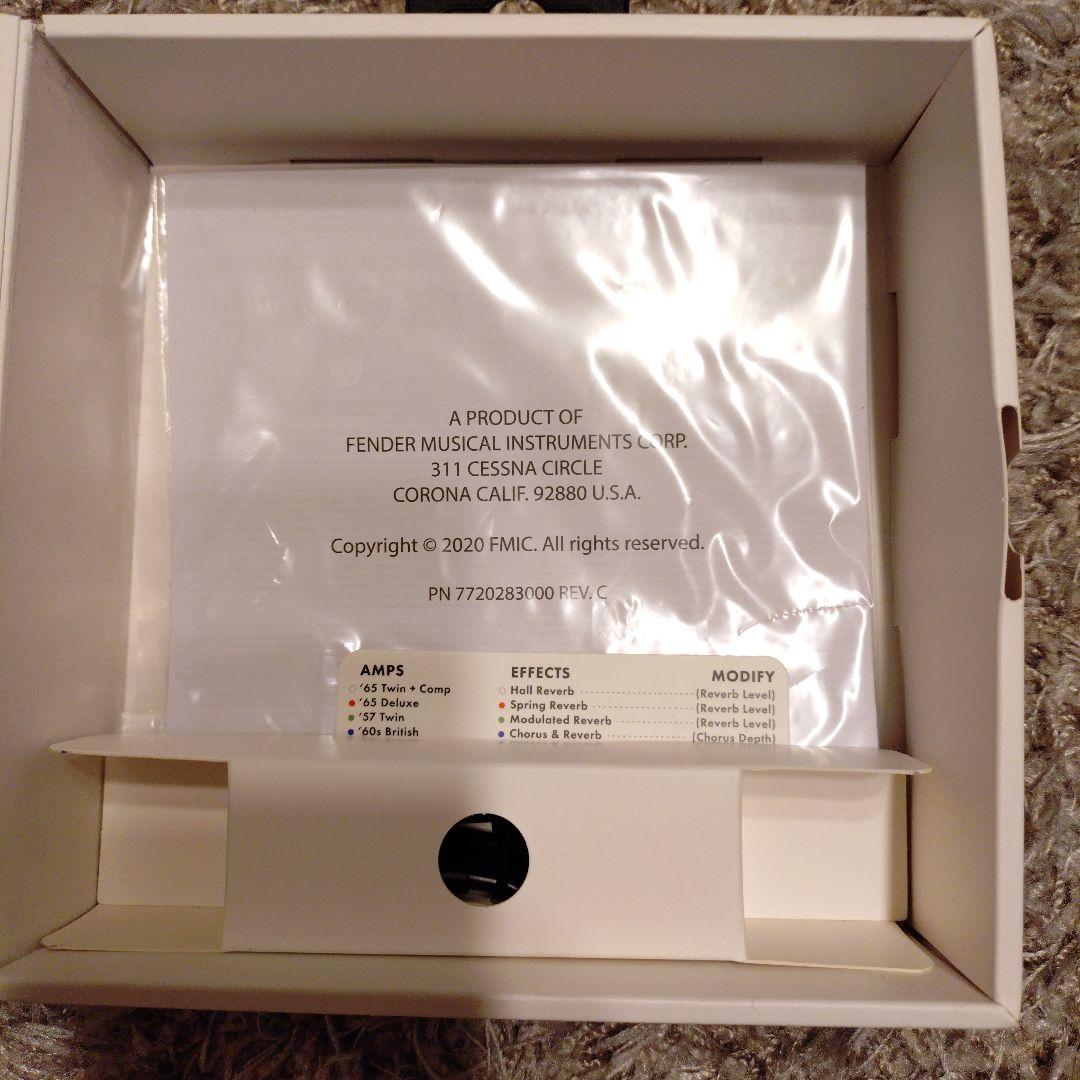 A PRODUCT OF
FENDER MUSICAL INSTRUMENTS CORP.
311 CESSNA CIRCLE
CORONA CALIF. 92880 U.S.A.
Copyright © 2020 FMIC. All rights reserved.
PN 7720283000 REV. C
AMPS EFFECTS MODIFY
'65 Twin + Comp Hall Reverb (Reverb Level)
'65 Deluxe Spring Reverb (Reverb Level)
'57 Twin Modulated Reverb (Reverb Level)
'60s British Chorus & Reverb (Chorus Depth)